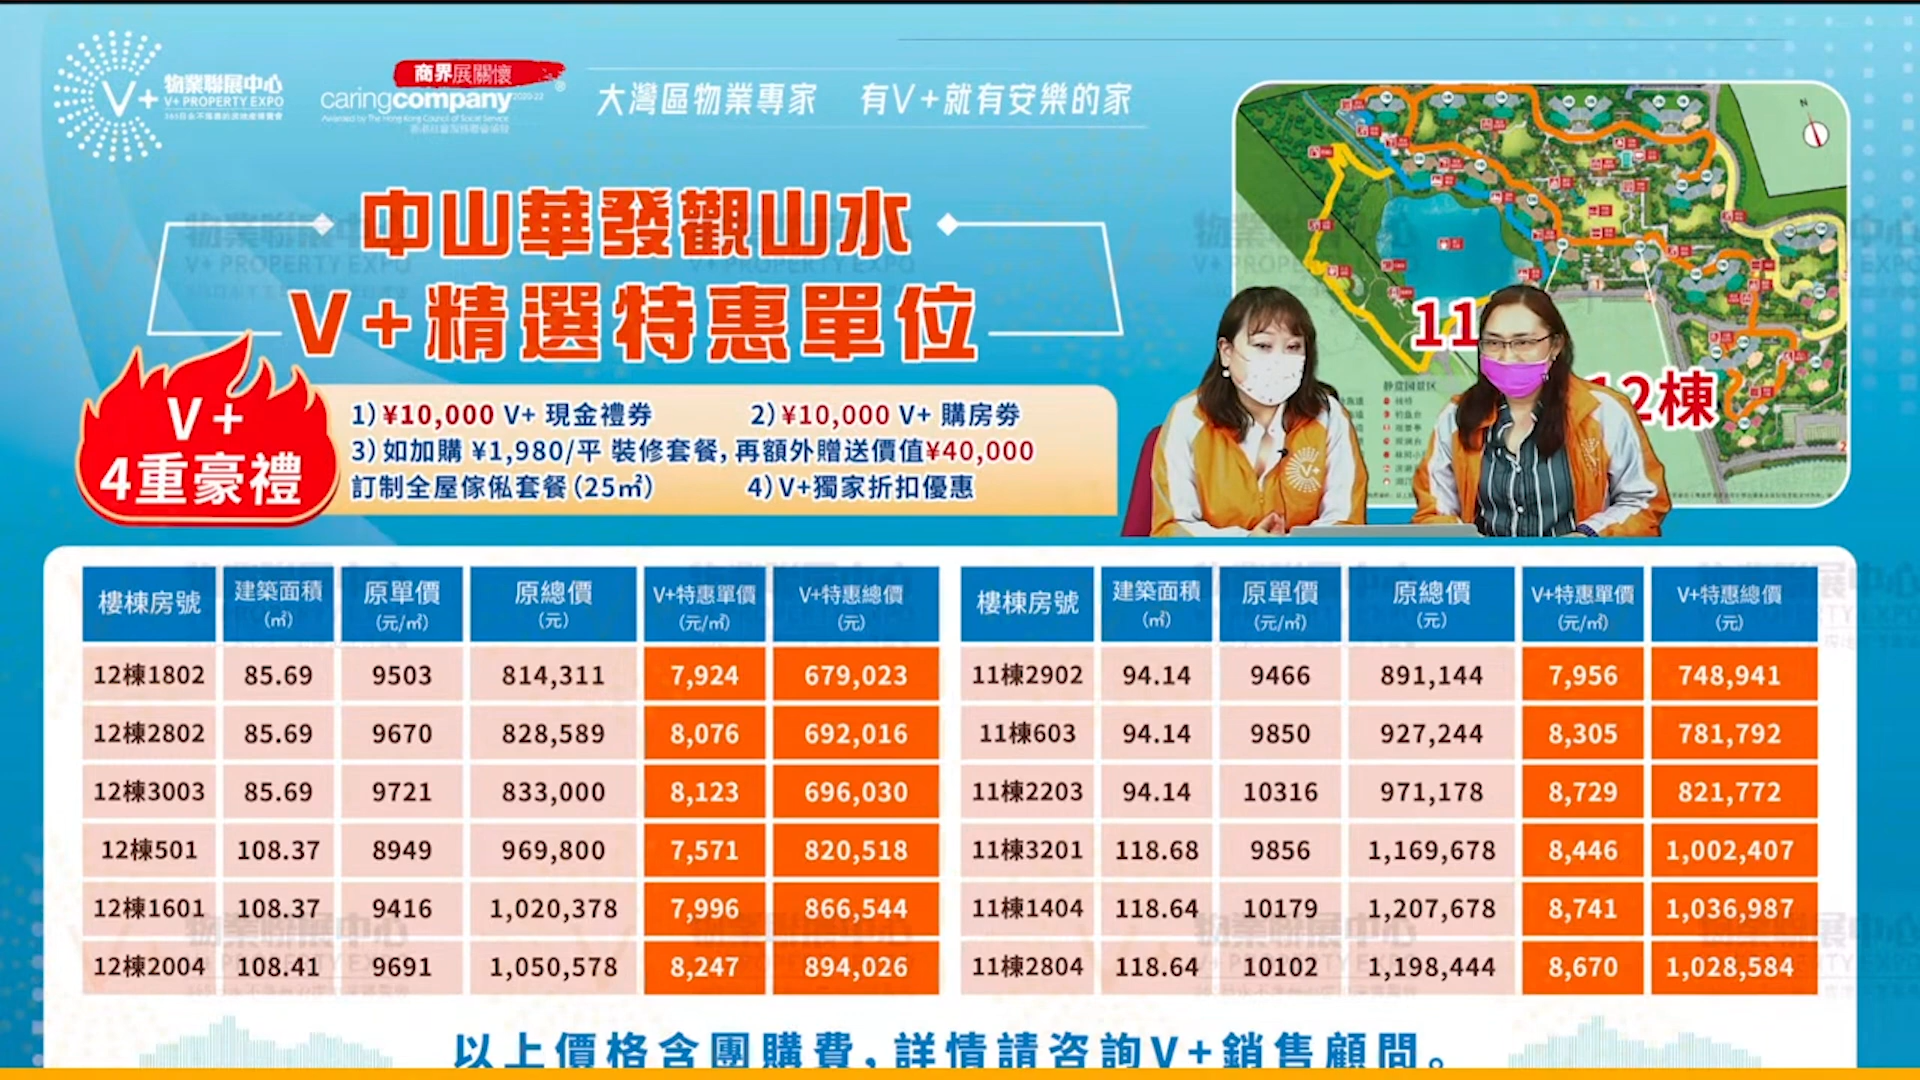 V+ 物業聯展中心
V+ PROPERTY EXPO
商界展關懷
caringcompany
Awarded by The Hong Kong Council of Social Service
大灣區物業專家 有V+就有安樂的家
中山華發觀山水
V+精選特惠單位
V+
4重豪禮
1)¥10,000 V+ 現金禮券 2)¥10,000 V+ 購房券
3)如加購 ¥1,980/平 裝修套餐,再額外贈送價值¥40,000
訂制全屋傢俬套餐(25㎡) 4)V+獨家折扣優惠
N
11
12棟
樓棟房號 建築面積(㎡) 原單價(元/㎡) 原總價(元) V+特惠單價(元/㎡) V+特惠總價(元)
12棟1802 85.69 9503 814,311 7,924 679,023
12棟2802 85.69 9670 828,589 8,076 692,016
12棟3003 85.69 9721 833,000 8,123 696,030
12棟501 108.37 8949 969,800 7,571 820,518
12棟1601 108.37 9416 1,020,378 7,996 866,544
12棟2004 108.41 9691 1,050,578 8,247 894,026
樓棟房號 建築面積(㎡) 原單價(元/㎡) 原總價(元) V+特惠單價(元/㎡) V+特惠總價(元)
11棟2902 94.14 9466 891,144 7,956 748,941
11棟603 94.14 9850 927,244 8,305 781,792
11棟2203 94.14 10316 971,178 8,729 821,772
11棟3201 118.68 9856 1,169,678 8,446 1,002,407
11棟1404 118.64 10179 1,207,678 8,741 1,036,987
11棟2804 118.64 10102 1,198,444 8,670 1,028,584
以上價格含團購費,詳情請咨詢V+銷售顧問。